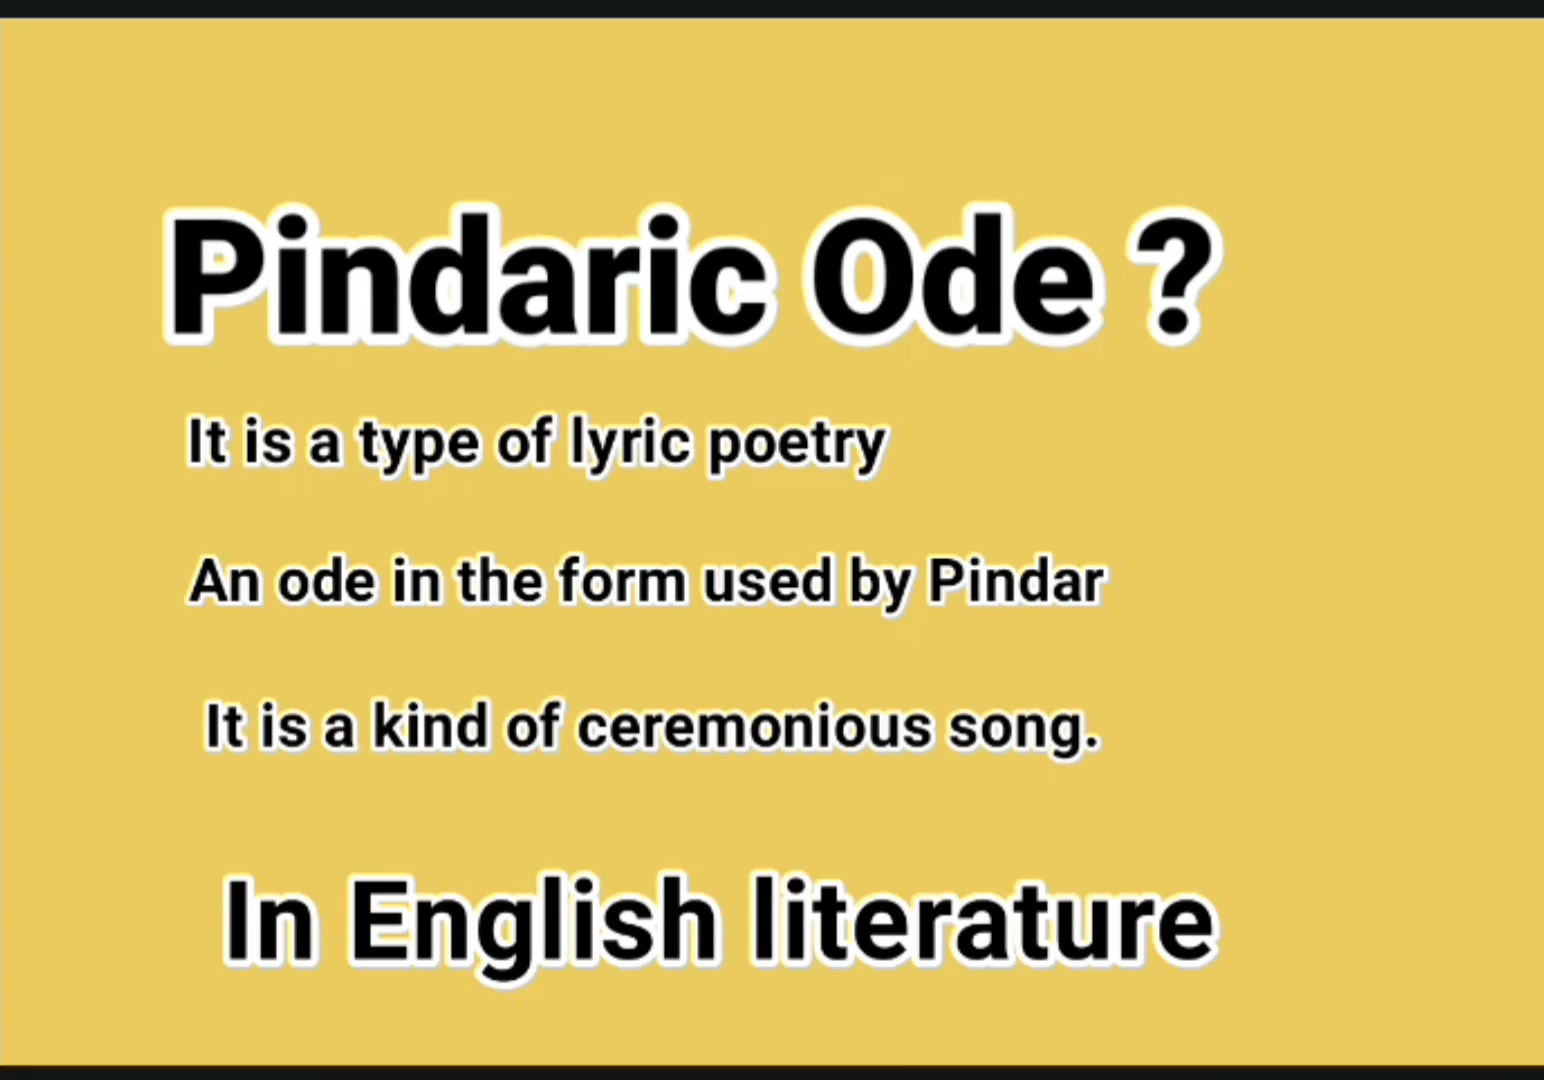 Pindaric Ode ?
It is a type of lyric poetry
An ode in the form used by Pindar
It is a kind of ceremonious song.
In English literature